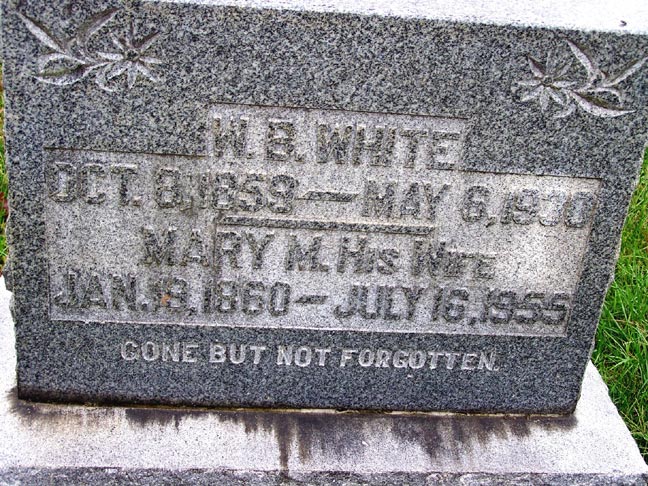 W. B. WHITE
OCT. 8, 1859 — MAY 6, 1930
MARY M. HIS WIFE
JAN. 19, 1860 — JULY 16, 1955
GONE BUT NOT FORGOTTEN.